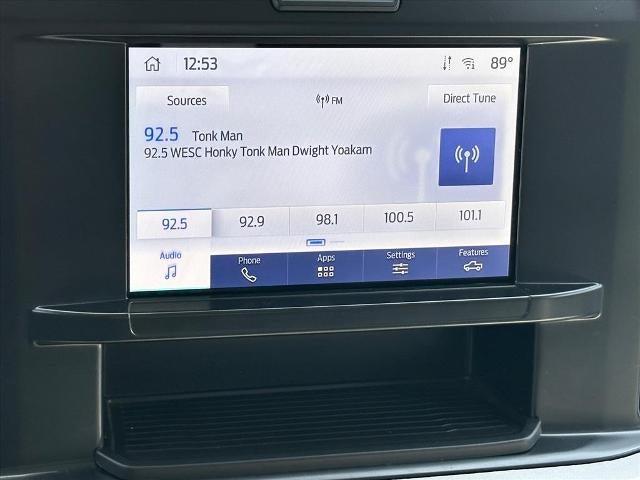 12:53 89°
Sources FM Direct Tune
92.5 Tonk Man
92.5 WESC Honky Tonk Man Dwight Yoakam
92.5 92.9 98.1 100.5 101.1
Audio Phone Apps Settings Features